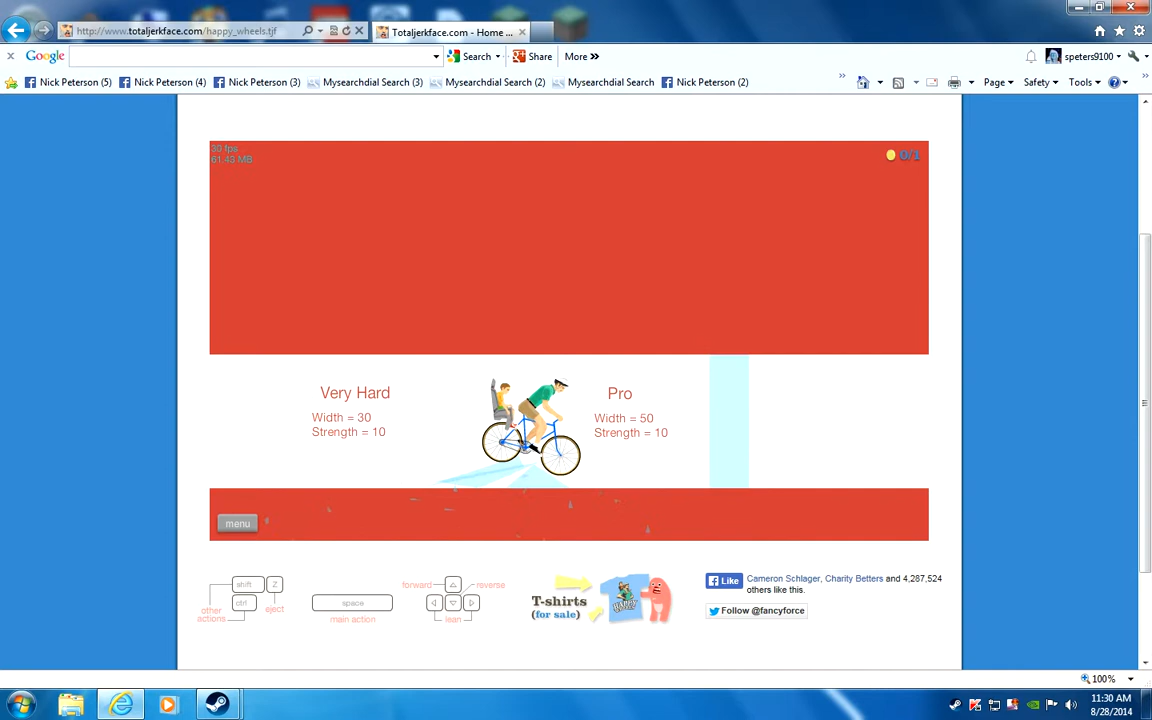 http://www.totaljerkface.com/happy_wheels.tjf
Totaljerkface.com - Home ...
Google
Search
Share
More »
speters9100
Nick Peterson (5)
Nick Peterson (4)
Nick Peterson (3)
Mysearchdial Search (3)
Mysearchdial Search (2)
Mysearchdial Search
Nick Peterson (2)
Page
Safety
Tools
30 fps
61.43 MB
0/1
Very Hard
Width = 30
Strength = 10
Pro
Width = 50
Strength = 10
menu
shift
Z
ctrl
other
actions
eject
space
main action
forward
reverse
lean
T-shirts
(for sale)
HAPPY
Like
Cameron Schlager, Charity Betters and 4,287,524
others like this.
Follow @fancyforce
100%
11:30 AM
8/28/2014